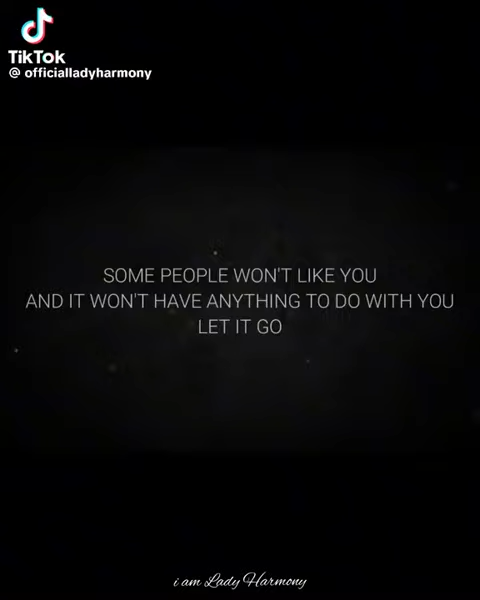 TikTok
@ officialladyharmony
SOME PEOPLE WON'T LIKE YOU
AND IT WON'T HAVE ANYTHING TO DO WITH YOU
LET IT GO
i am Lady Harmony